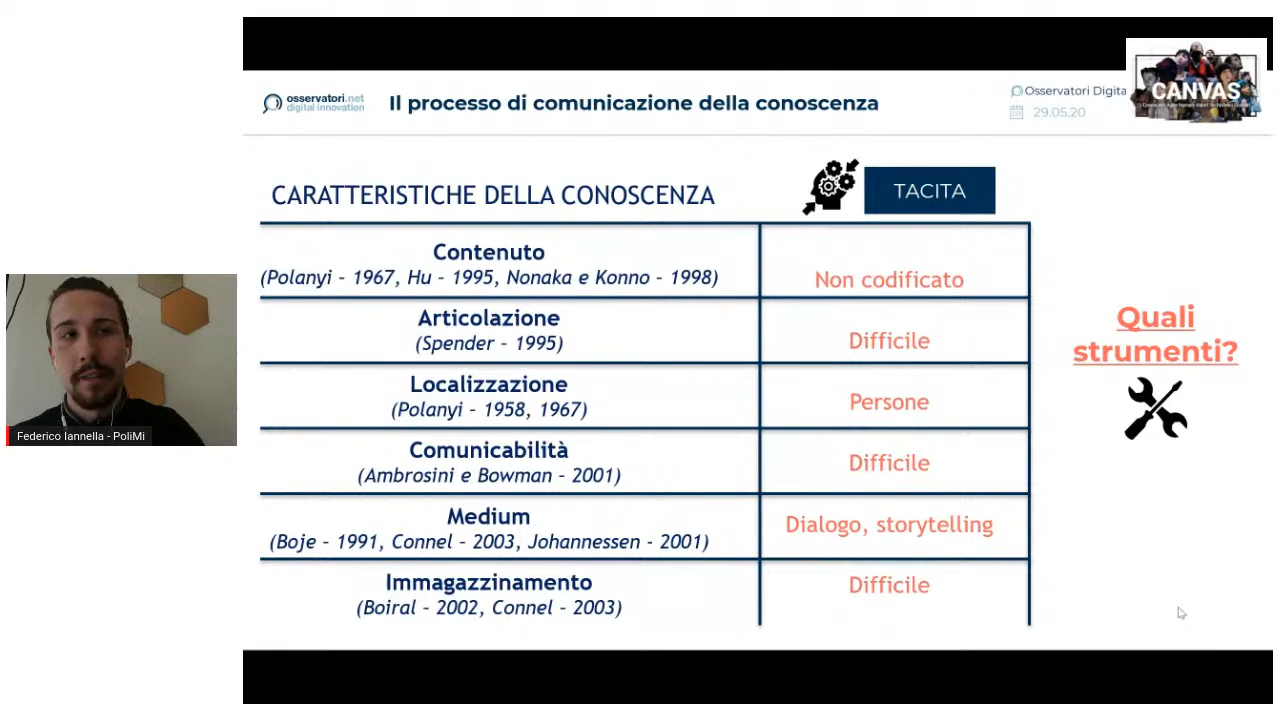 osservatori.net
digital innovation
Il processo di comunicazione della conoscenza
Osservatori Digita
29.05.20
CANVAS
CARATTERISTICHE DELLA CONOSCENZA
TACITA
Contenuto
(Polanyi - 1967, Hu - 1995, Nonaka e Konno - 1998)
Non codificato
Articolazione
(Spender - 1995)
Difficile
Localizzazione
(Polanyi - 1958, 1967)
Persone
Comunicabilità
(Ambrosini e Bowman - 2001)
Difficile
Medium
(Boje - 1991, Connel - 2003, Johannessen - 2001)
Dialogo, storytelling
Immagazzinamento
(Boiral - 2002, Connel - 2003)
Difficile
Quali
strumenti?
Federico Iannella - PoliMi